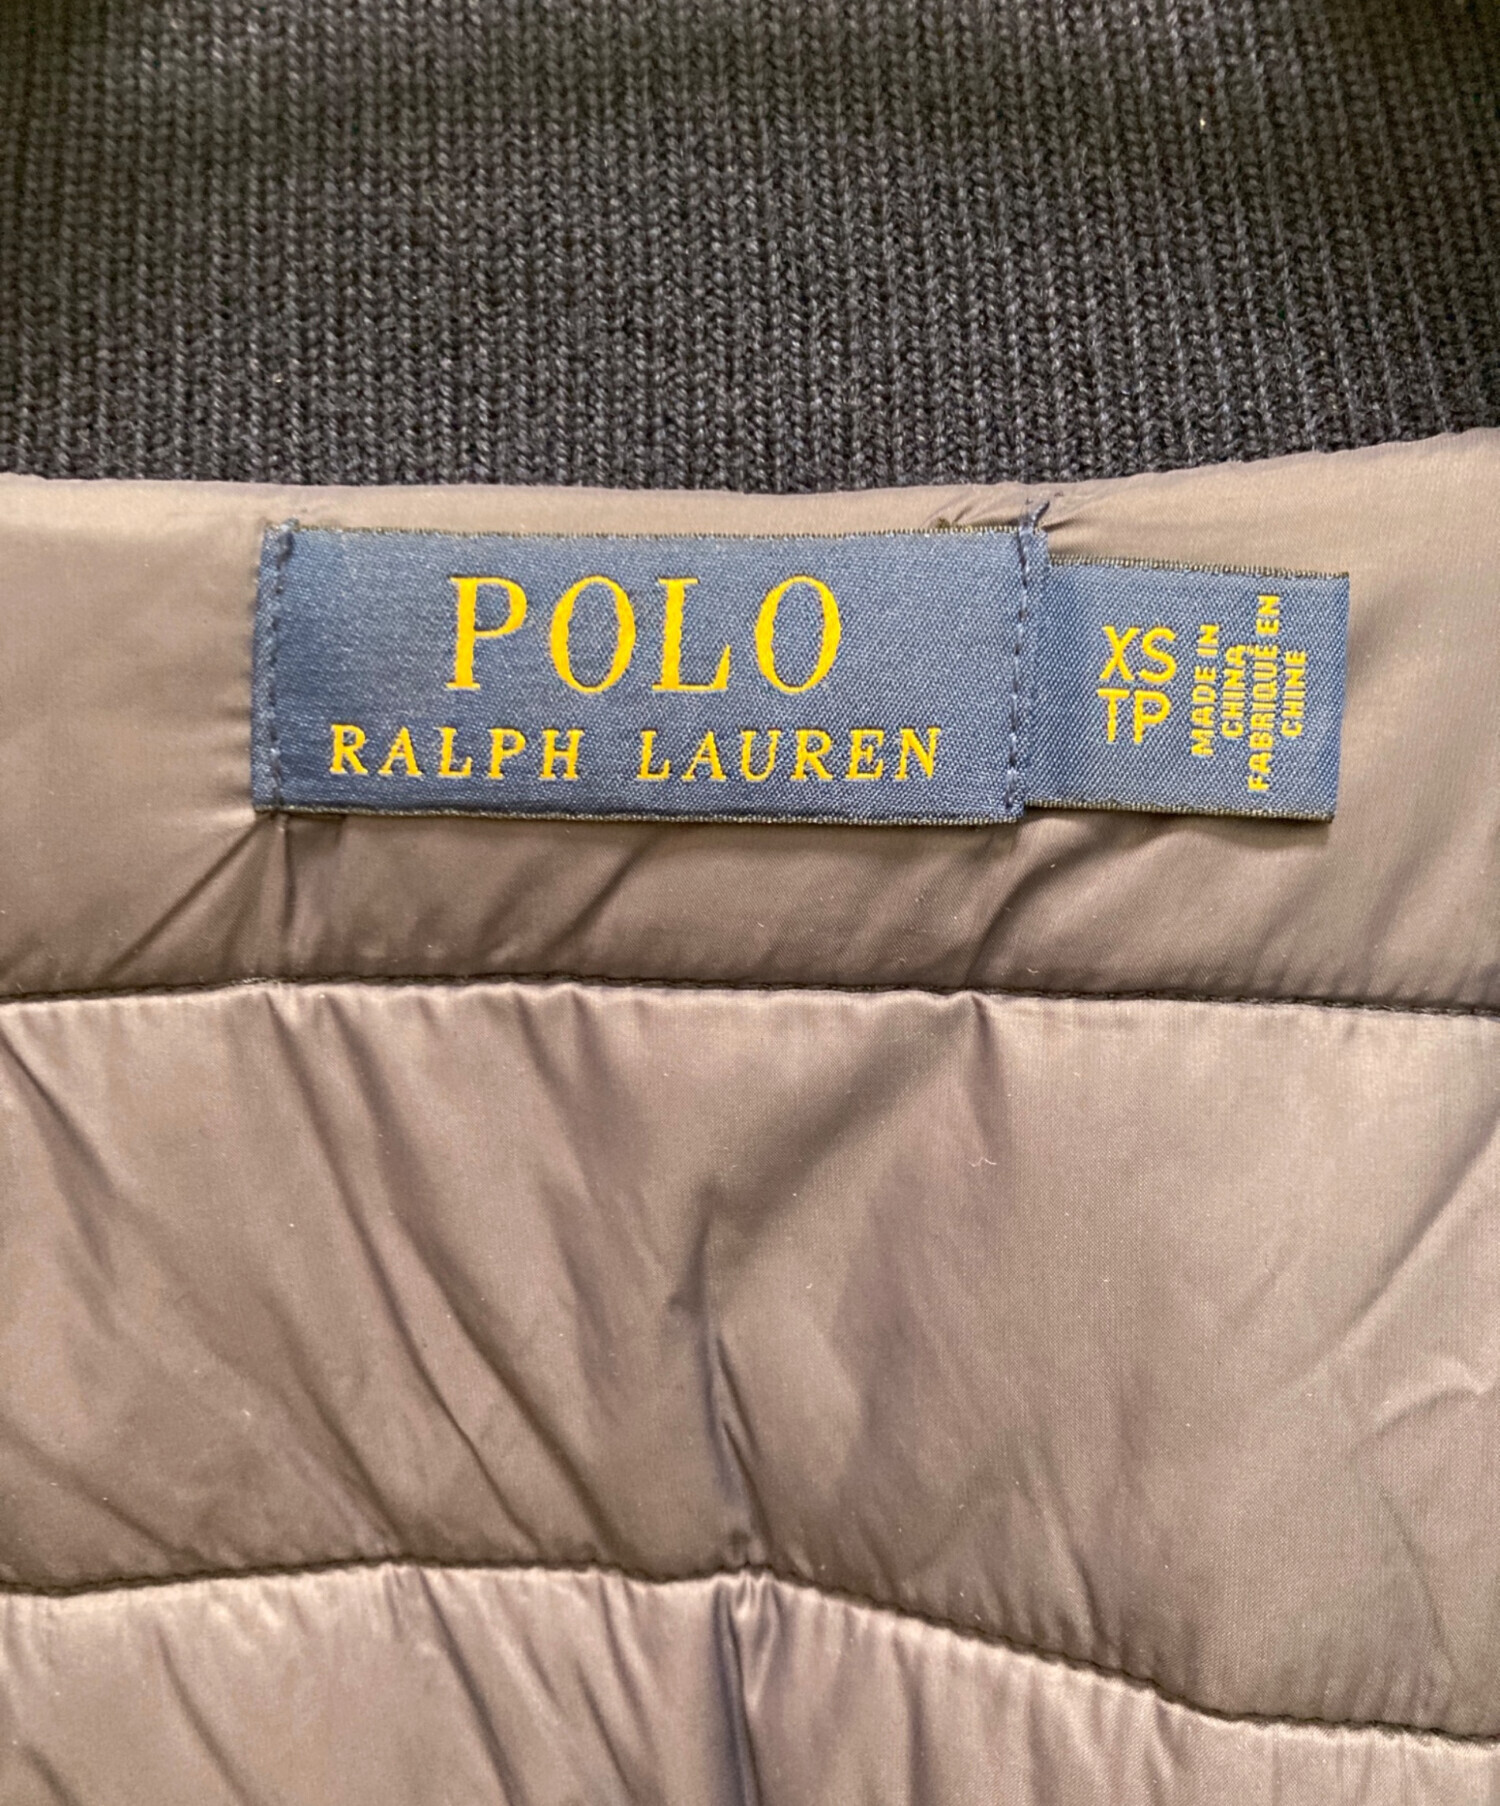 POLO
RALPH LAUREN
XS
TP
MADE IN
CHINA
FABRIQUÉ EN
CHINE